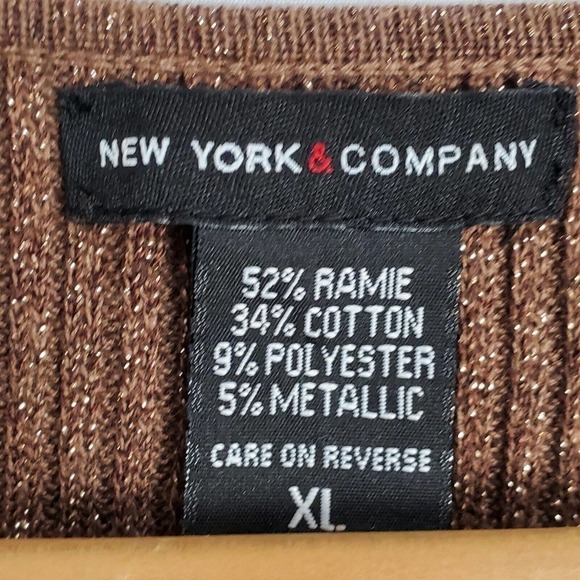 NEW YORK & COMPANY
52% RAMIE
34% COTTON
9% POLYESTER
5% METALLIC
CARE ON REVERSE
XL